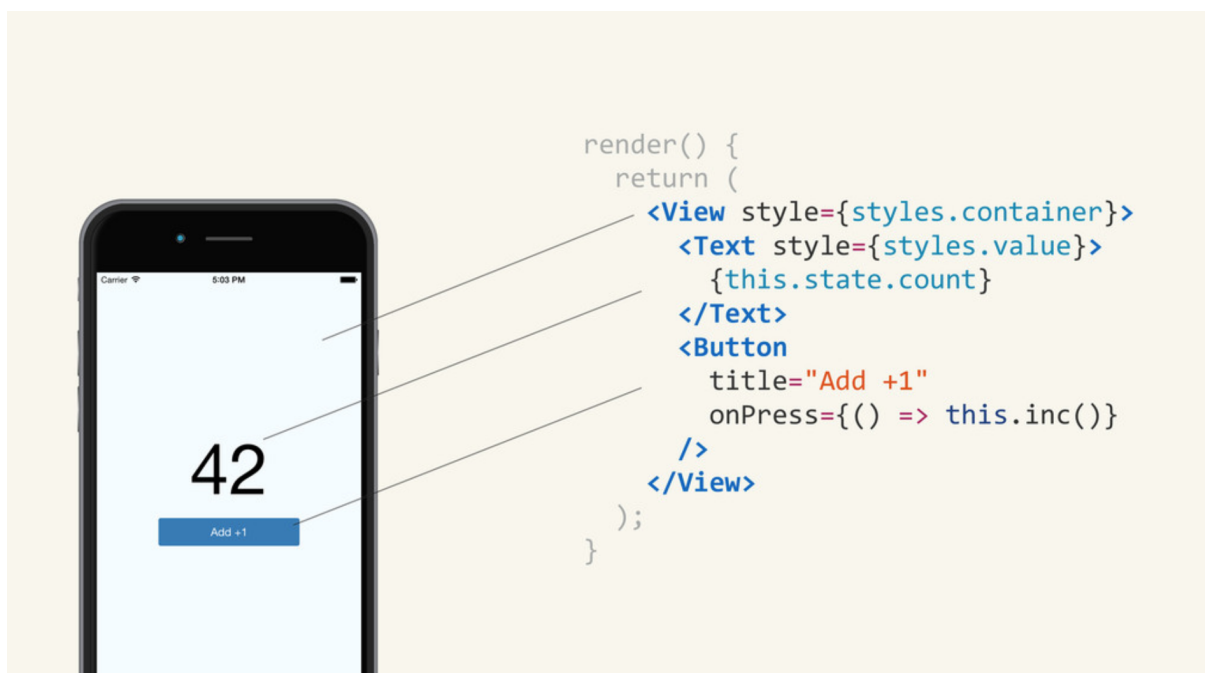 Carrier 5:03 PM
42
Add +1
render() {
return (
<View style={styles.container}>
<Text style={styles.value}>
{this.state.count}
</Text>
<Button
title="Add +1"
onPress={() => this.inc()}
/>
</View>
);
}